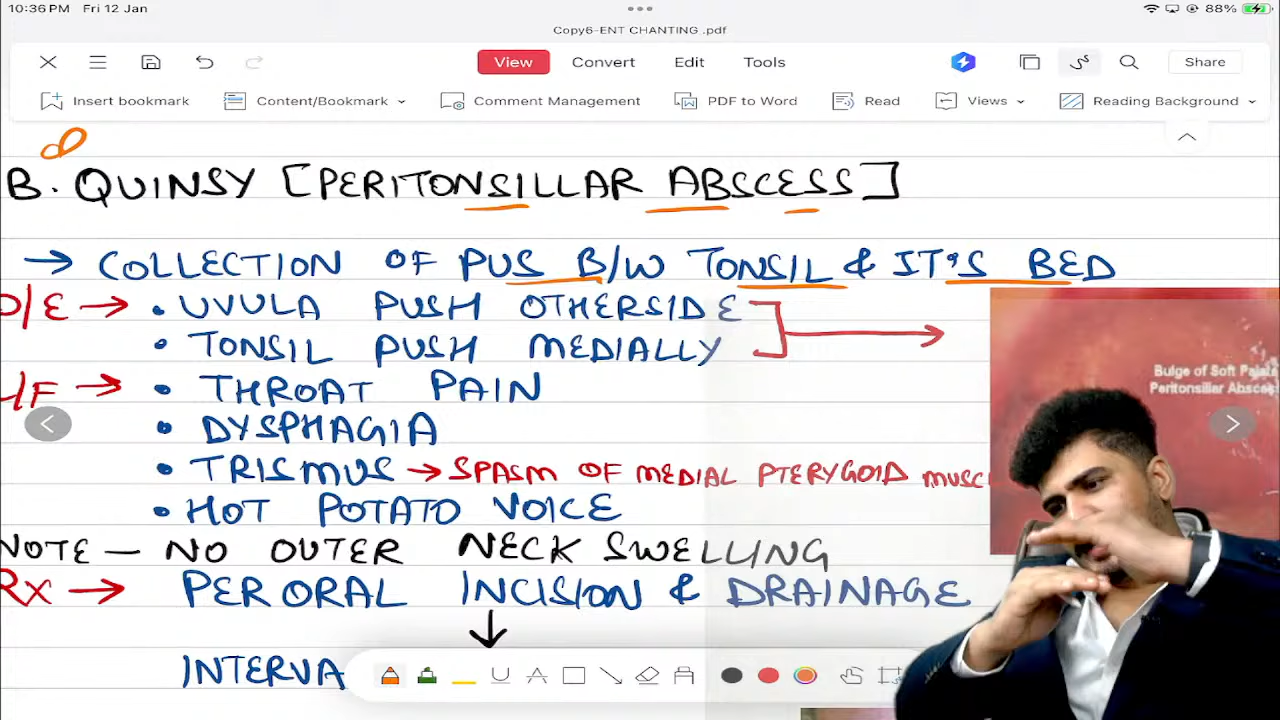 10:36 PM Fri 12 Jan
88%
Copy6-ENT CHANTING .pdf
View Convert Edit Tools
Share
Insert bookmark Content/Bookmark Comment Management PDF to Word Read Views Reading Background
B. QUINSY [PERITONSILLAR ABSCESS]
→ COLLECTION OF PUS B/W TONSIL & IT'S BED
O/E → • UVULA PUSH OTHERSIDE
• TONSIL PUSH MEDIALLY
Bulge of Soft Palat
Peritonsillar Absces
/F → • THROAT PAIN
• DYSPHAGIA
• TRISMUS → SPASM OF MEDIAL PTERYGOID MUSC
• HOT POTATO VOICE
NOTE – NO OUTER NECK SWELLING
RX → PER ORAL INCISION & DRAINAGE
↓
INTERVA